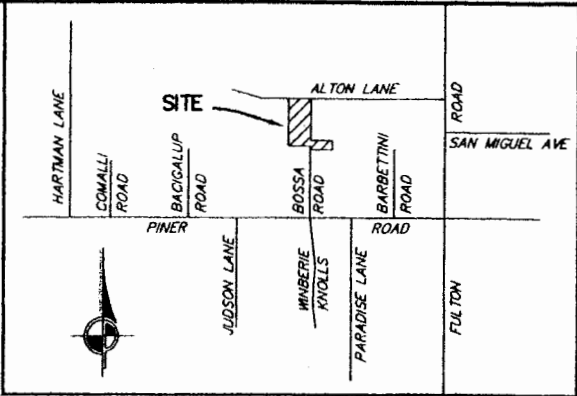 ALTON LANE
SITE
HARTMAN LANE
COMALLI
ROAD
BACIGALUP
ROAD
BOSSA
ROAD
BARBETTINI
ROAD
ROAD
SAN MIGUEL AVE
PINER
ROAD
JUDSON LANE
WINBERIE
KNOLLS
PARADISE LANE
FULTON